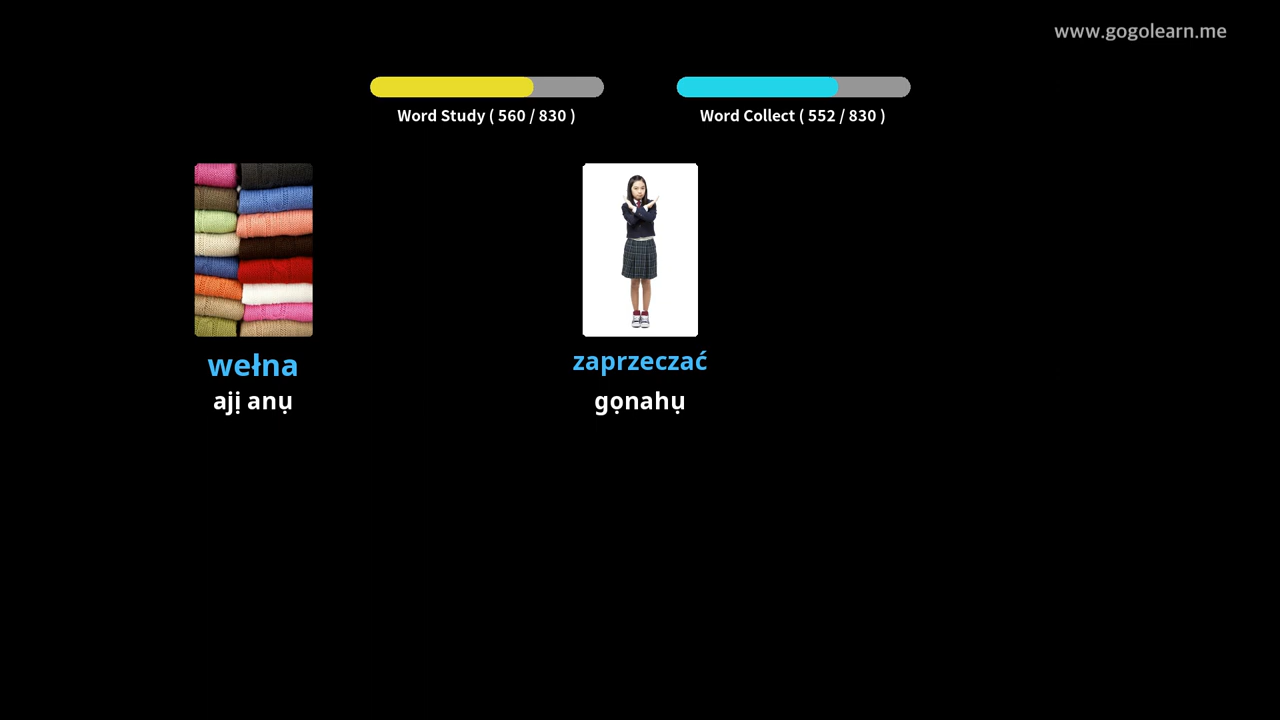 www.gogolearn.me
Word Study ( 560 / 830 )
Word Collect ( 552 / 830 )
wełna
ajị anụ
zaprzeczać
gọnahụ